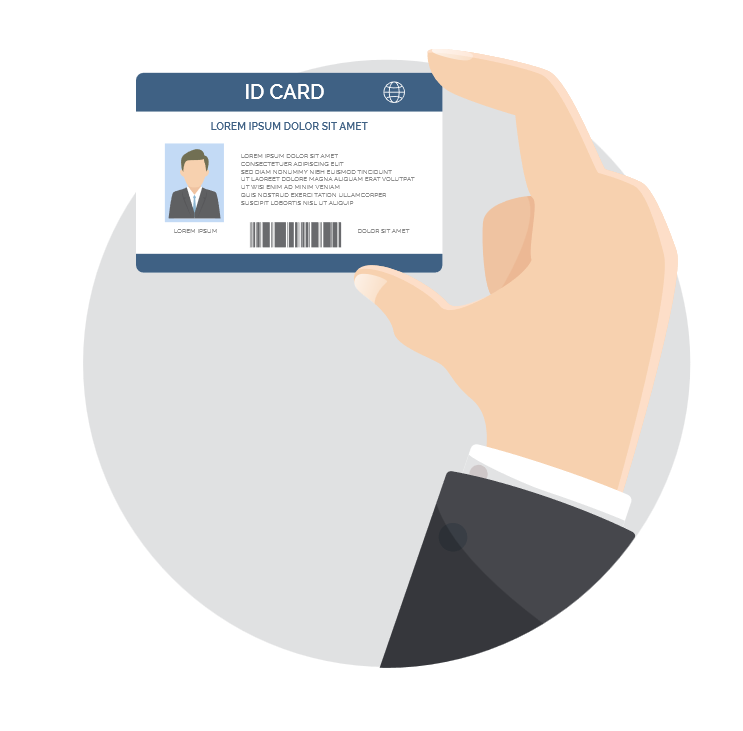 ID CARD
LOREM IPSUM DOLOR SIT AMET
LOREM IPSUM DOLOR SIT AMET
CONSECTETUER ADIPISCING ELIT
SED DIAM NONUMMY NIBH EUISMOD TINCIDUNT
UT LAOREET DOLORE MAGNA ALIQUAM ERAT VOLUTPAT
UT WISI ENIM AD MINIM VENIAM
QUIS NOSTRUD EXERCI TATION ULLAMCORPER
SUSCIPIT LOBORTIS NISL UT ALIQUIP
LOREM IPSUM
DOLOR SIT AMET